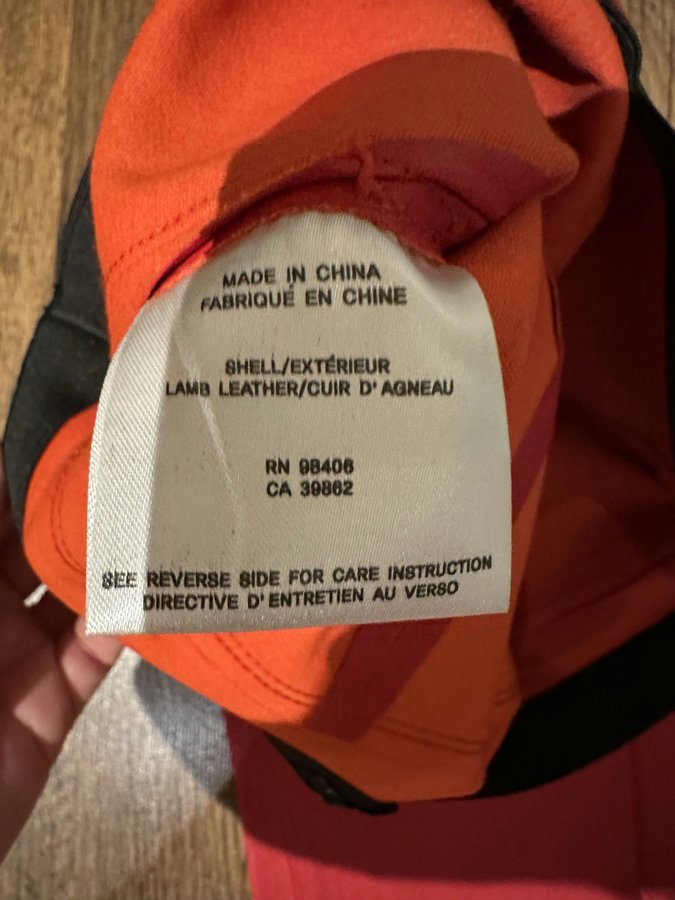 MADE IN CHINA
FABRIQUÉ EN CHINE
SHELL/EXTÉRIEUR
LAMB LEATHER/CUIR D'AGNEAU
RN 98406
CA 39862
SEE REVERSE SIDE FOR CARE INSTRUCTION
DIRECTIVE D'ENTRETIEN AU VERSO